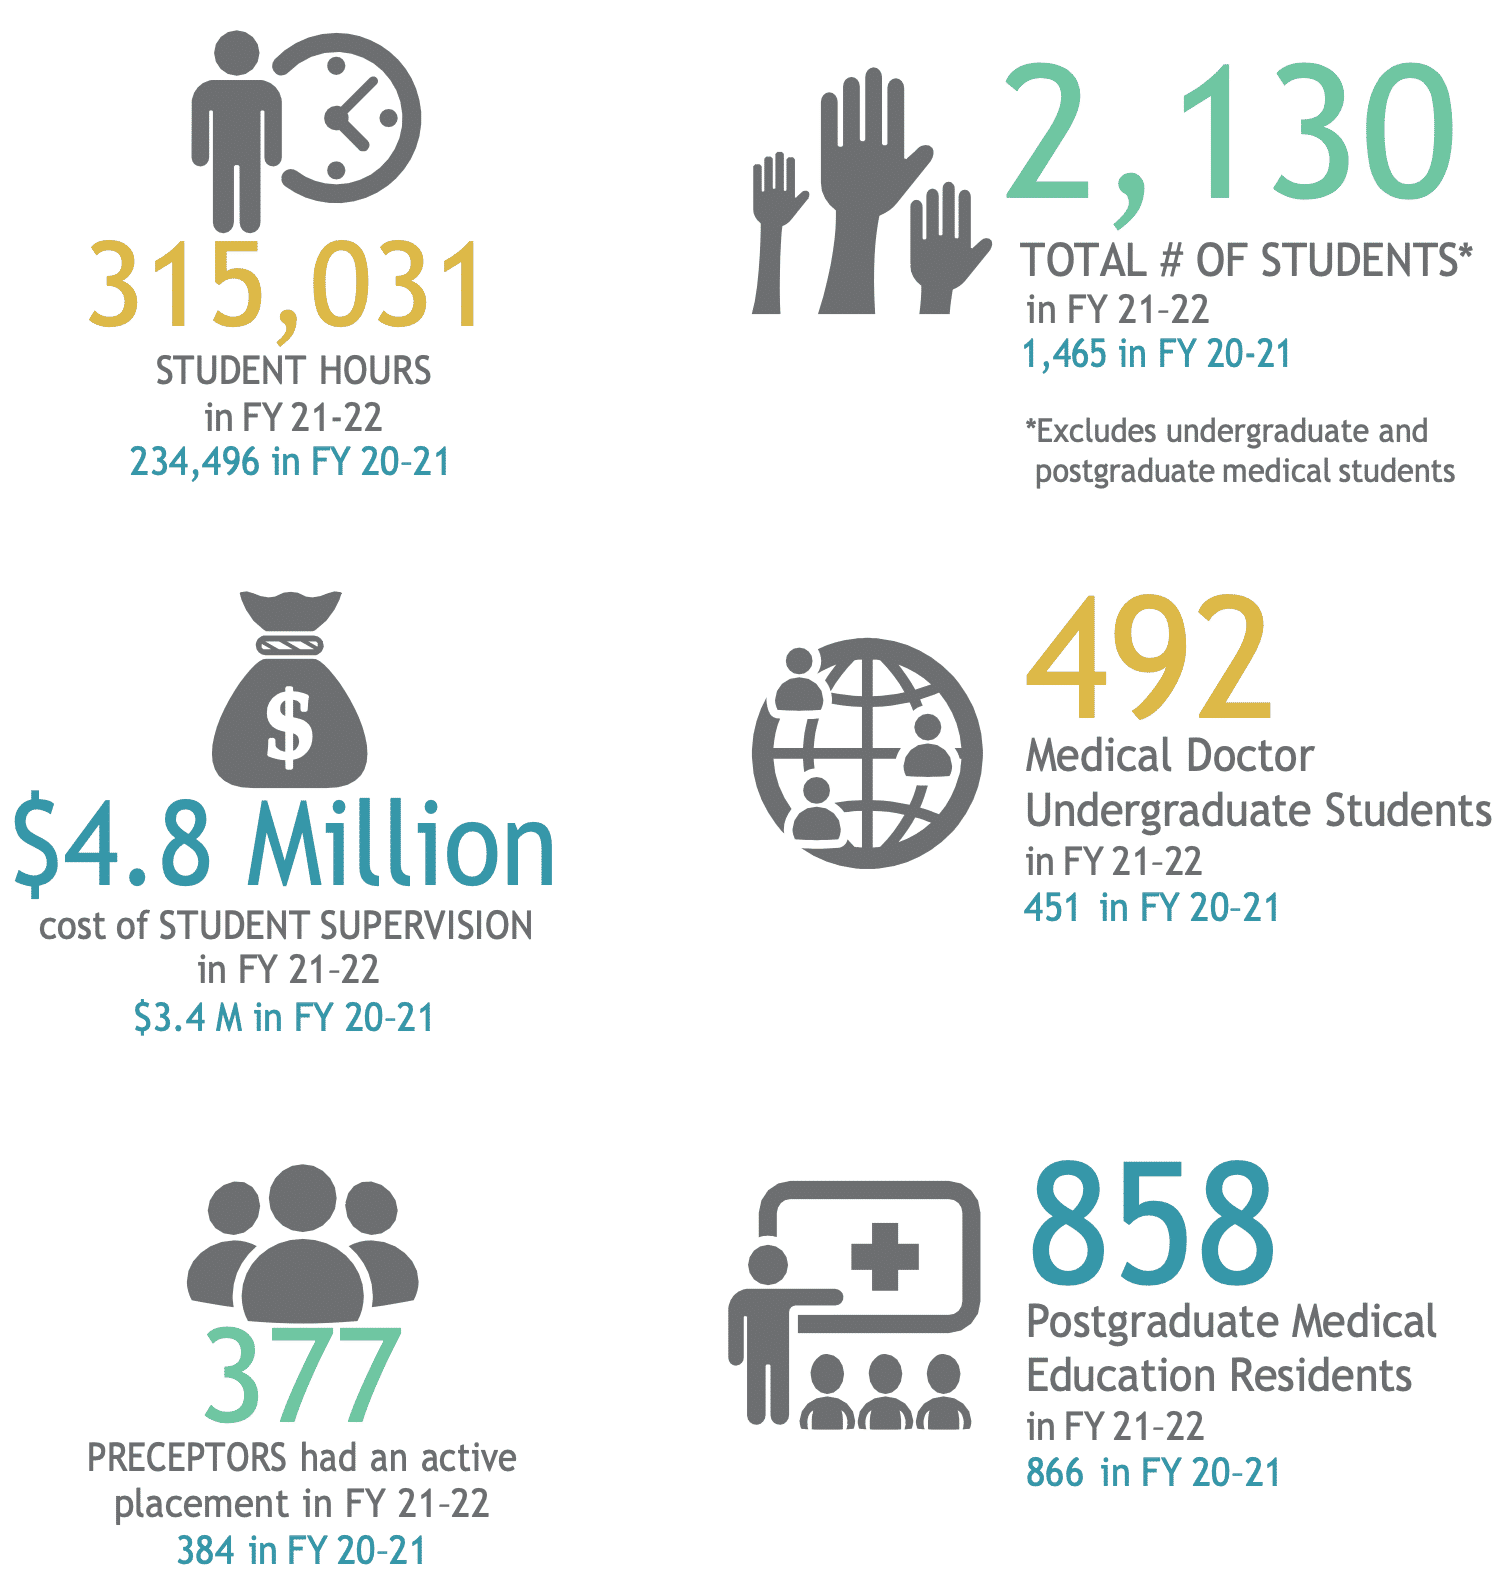 315,031
STUDENT HOURS
in FY 21-22
234,496 in FY 20–21
2,130
TOTAL # OF STUDENTS*
in FY 21–22
1,465 in FY 20-21
*Excludes undergraduate and
postgraduate medical students
$
$4.8 Million
cost of STUDENT SUPERVISION
in FY 21–22
$3.4 M in FY 20–21
492
Medical Doctor
Undergraduate Students
in FY 21–22
451 in FY 20–21
377
PRECEPTORS had an active
placement in FY 21–22
384 in FY 20–21
858
Postgraduate Medical
Education Residents
in FY 21–22
866 in FY 20–21